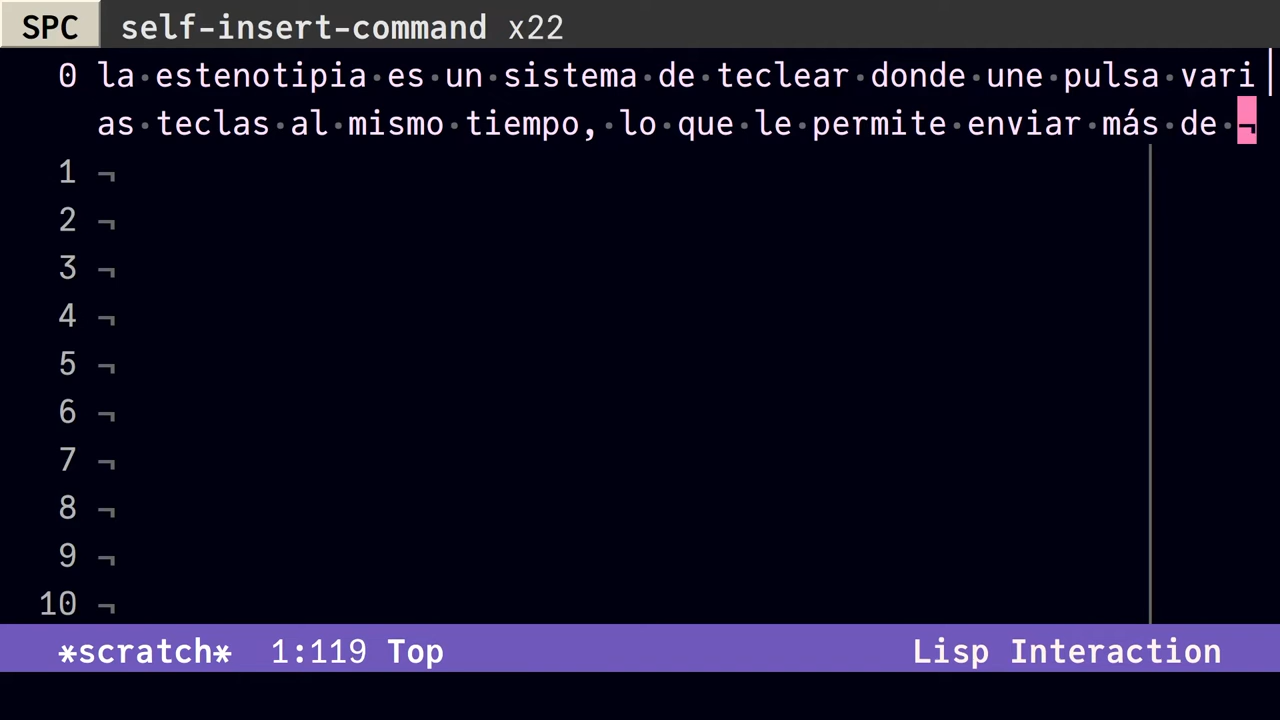 SPC self-insert-command x22
0 la·estenotipia·es·un·sistema·de·teclear·donde·une·pulsa·vari
as·teclas·al·mismo·tiempo,·lo·que·le·permite·enviar·más·de·¬
1 ¬
2 ¬
3 ¬
4 ¬
5 ¬
6 ¬
7 ¬
8 ¬
9 ¬
10 ¬
*scratch* 1:119 Top Lisp Interaction